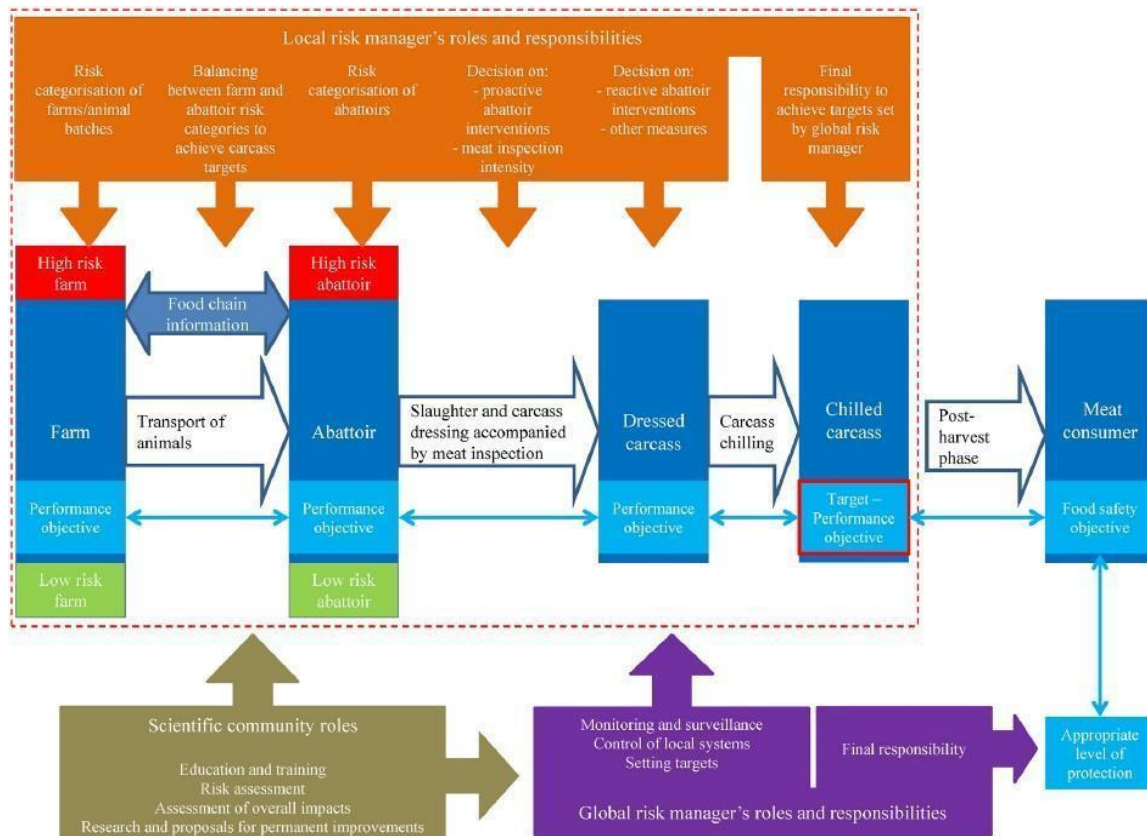 Local risk manager's roles and responsibilities
Risk
categorisation of
farms/animal
batches
Balancing
between farm and
abattoir risk
categories to
achieve carcass
targets
Risk
categorisation of
abattoirs
Decision on:
- proactive
abattoir
interventions
- meat inspection
intensity
Decision on:
- reactive abattoir
interventions
- other measures
Final
responsibility to
achieve targets set
by global risk
manager
High risk
farm
Food chain
information
High risk
abattoir
Farm
Transport of
animals
Abattoir
Slaughter and carcass
dressing accompanied
by meat inspection
Dressed
carcass
Carcass
chilling
Chilled
carcass
Post-
harvest
phase
Meat
consumer
Performance
objective
Performance
objective
Performance
objective
Target –
Performance
objective
Food safety
objective
Low risk
farm
Low risk
abattoir
Scientific community roles
Education and training
Risk assessment
Assessment of overall impacts
Research and proposals for permanent improvements
Monitoring and surveillance
Control of local systems
Setting targets
Final responsibility
Global risk manager's roles and responsibilities
Appropriate
level of
protection